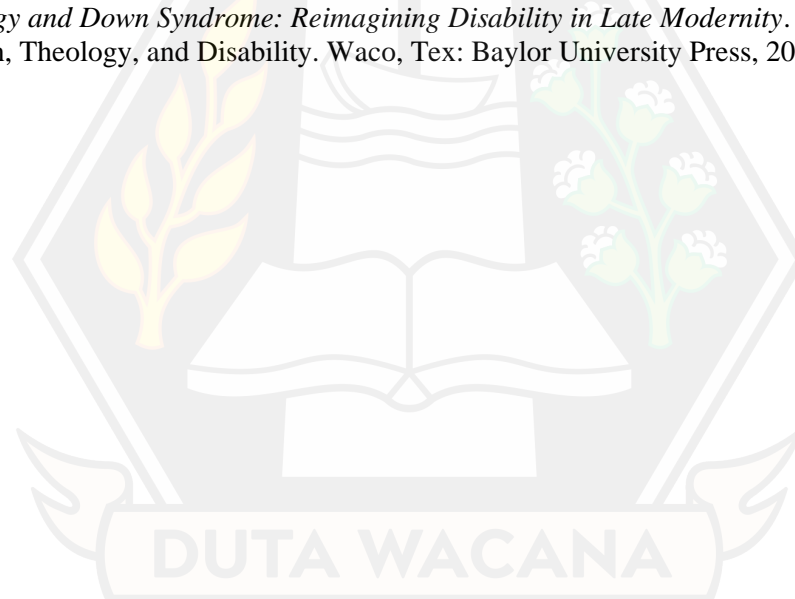 gy and Down Syndrome: Reimagining Disability in Late Modernity.
n, Theology, and Disability. Waco, Tex: Baylor University Press, 20
DUTA WACANA